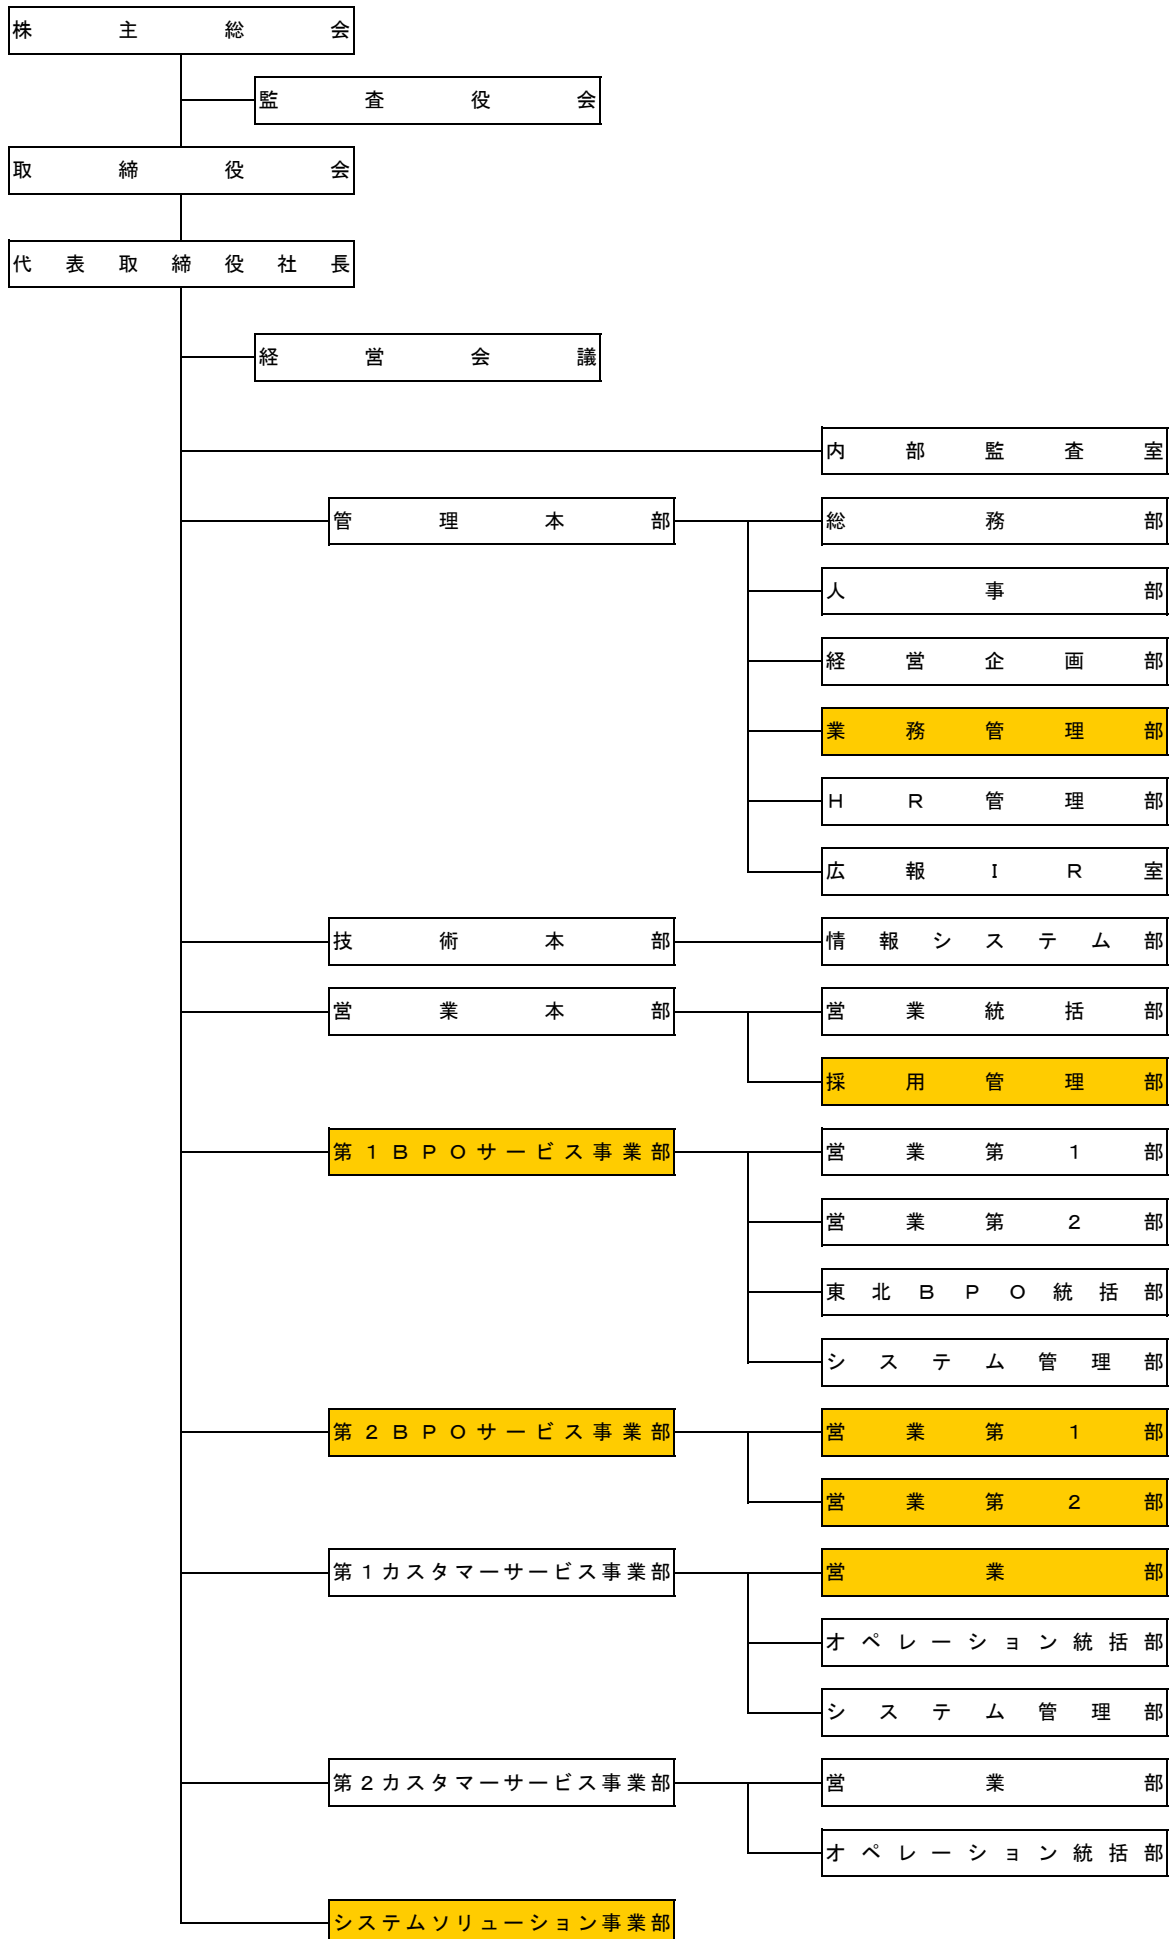 株主総会
監査役会
取締役会
代表取締役社長
経営会議
内部監査室
管理本部
総務部
人事部
経営企画部
業務管理部
ＨＲ管理部
広報ＩＲ室
技術本部
情報システム部
営業本部
営業統括部
採用管理部
第１ＢＰＯサービス事業部
営業第１部
営業第２部
東北ＢＰＯ統括部
システム管理部
第２ＢＰＯサービス事業部
営業第１部
営業第２部
第１カスタマーサービス事業部
営業部
オペレーション統括部
システム管理部
第２カスタマーサービス事業部
営業部
オペレーション統括部
システムソリューション事業部